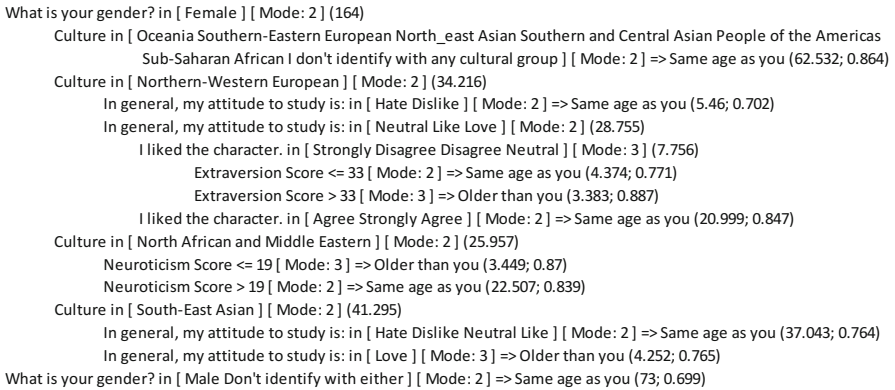 What is your gender? in [ Female ] [ Mode: 2 ] (164)
Culture in [ Oceania Southern-Eastern European North_east Asian Southern and Central Asian People of the Americas
Sub-Saharan African I don't identify with any cultural group ] [ Mode: 2 ] => Same age as you (62.532; 0.864)
Culture in [ Northern-Western European ] [ Mode: 2 ] (34.216)
In general, my attitude to study is: in [ Hate Dislike ] [ Mode: 2 ] => Same age as you (5.46; 0.702)
In general, my attitude to study is: in [ Neutral Like Love ] [ Mode: 2 ] (28.755)
I liked the character. in [ Strongly Disagree Disagree Neutral ] [ Mode: 3 ] (7.756)
Extraversion Score <= 33 [ Mode: 2 ] => Same age as you (4.374; 0.771)
Extraversion Score > 33 [ Mode: 3 ] => Older than you (3.383; 0.887)
I liked the character. in [ Agree Strongly Agree ] [ Mode: 2 ] => Same age as you (20.999; 0.847)
Culture in [ North African and Middle Eastern ] [ Mode: 2 ] (25.957)
Neuroticism Score <= 19 [ Mode: 3 ] => Older than you (3.449; 0.87)
Neuroticism Score > 19 [ Mode: 2 ] => Same age as you (22.507; 0.839)
Culture in [ South-East Asian ] [ Mode: 2 ] (41.295)
In general, my attitude to study is: in [ Hate Dislike Neutral Like ] [ Mode: 2 ] => Same age as you (37.043; 0.764)
In general, my attitude to study is: in [ Love ] [ Mode: 3 ] => Older than you (4.252; 0.765)
What is your gender? in [ Male Don't identify with either ] [ Mode: 2 ] => Same age as you (73; 0.699)